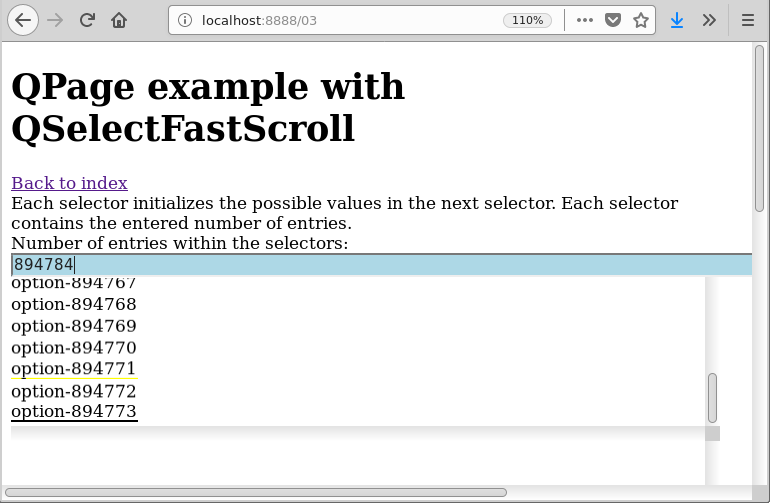 localhost:8888/03
110%
QPage example with
QSelectFastScroll
Back to index
Each selector initializes the possible values in the next selector. Each selector
contains the entered number of entries.
Number of entries within the selectors:
894784
option-894767
option-894768
option-894769
option-894770
option-894771
option-894772
option-894773